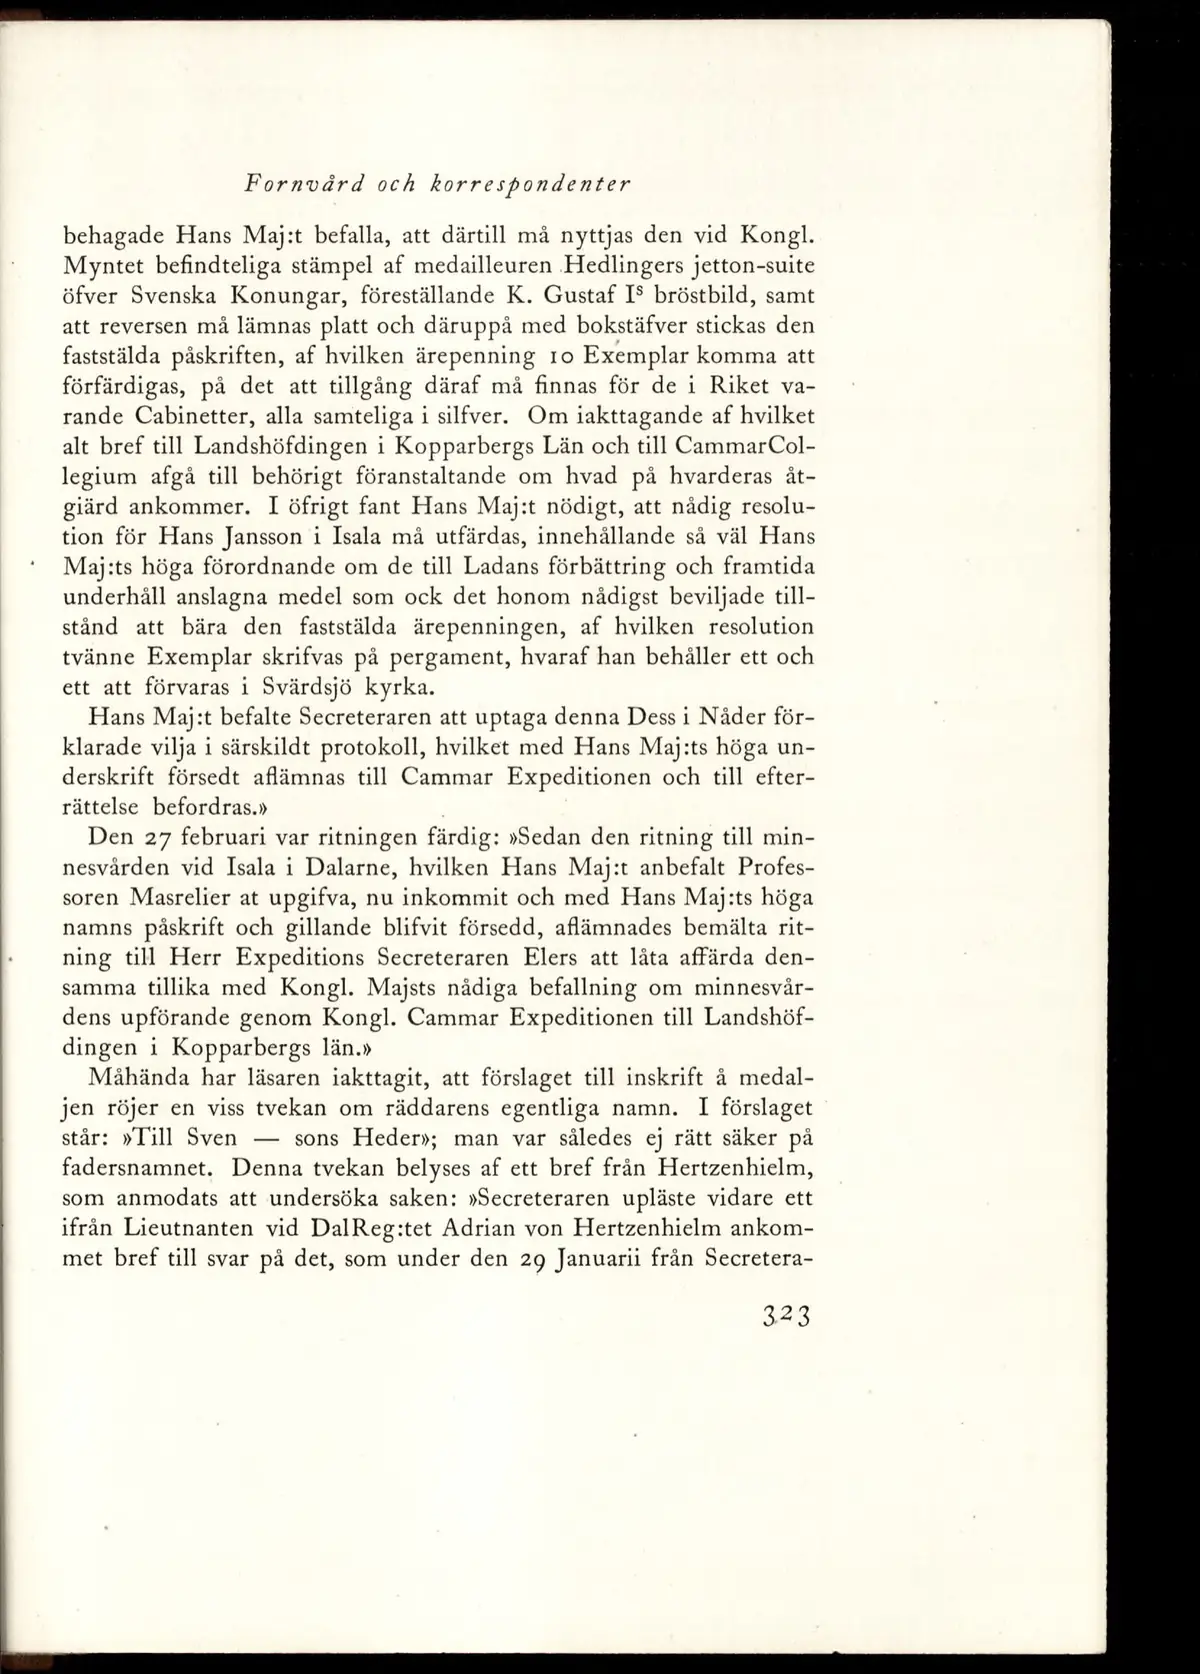 Fornvård och korrespondenter
behagade Hans Maj:t befalla, att därtill må nyttjas den vid Kongl.
Myntet befindteliga stämpel af medailleuren Hedlingers jetton-suite
öfver Svenska Konungar, föreställande K. Gustaf Iˢ bröstbild, samt
att reversen må lämnas platt och däruppå med bokstäfver stickas den
faststälda påskriften, af hvilken ärepenning 10 Exemplar komma att
förfärdigas, på det att tillgång däraf må finnas för de i Riket va-
rande Cabinetter, alla samteliga i silfver. Om iakttagande af hvilket
alt bref till Landshöfdingen i Kopparbergs Län och till CammarCol-
legium afgå till behörigt föranstaltande om hvad på hvarderas åt-
giärd ankommer. I öfrigt fant Hans Maj:t nödigt, att nådig resolu-
tion för Hans Jansson i Isala må utfärdas, innehållande så väl Hans
Maj:ts höga förordnande om de till Ladans förbättring och framtida
underhåll anslagna medel som ock det honom nådigst beviljade till-
stånd att bära den faststälda ärepenningen, af hvilken resolution
tvänne Exemplar skrifvas på pergament, hvaraf han behåller ett och
ett att förvaras i Svärdsjö kyrka.
Hans Maj:t befalte Secreteraren att uptaga denna Dess i Nåder för-
klarade vilja i särskildt protokoll, hvilket med Hans Maj:ts höga un-
derskrift försedt aflämnas till Cammar Expeditionen och till efter-
rättelse befordras.»
Den 27 februari var ritningen färdig: »Sedan den ritning till min-
nesvården vid Isala i Dalarne, hvilken Hans Maj:t anbefalt Profes-
soren Masrelier at upgifva, nu inkommit och med Hans Maj:ts höga
namns påskrift och gillande blifvit försedd, aflämnades bemälta rit-
ning till Herr Expeditions Secreteraren Elers att låta affärda den-
samma tillika med Kongl. Majsts nådiga befallning om minnesvår-
dens upförande genom Kongl. Cammar Expeditionen till Landshöf-
dingen i Kopparbergs län.»
Måhända har läsaren iakttagit, att förslaget till inskrift å medal-
jen röjer en viss tvekan om räddarens egentliga namn. I förslaget
står: »Till Sven — sons Heder»; man var således ej rätt säker på
fadersnamnet. Denna tvekan belyses af ett bref från Hertzenhielm,
som anmodats att undersöka saken: »Secreteraren upläste vidare ett
ifrån Lieutnanten vid DalReg:tet Adrian von Hertzenhielm ankom-
met bref till svar på det, som under den 29 Januarii från Secretera-
323